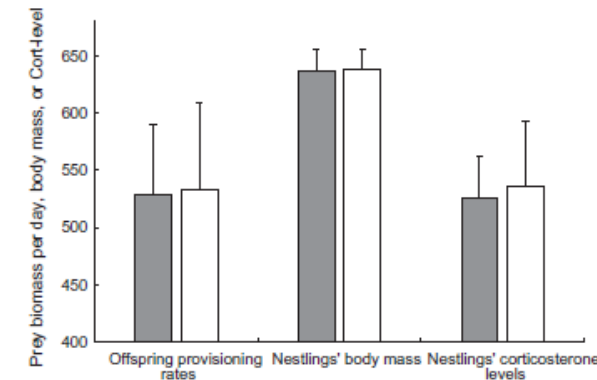 Prey biomass per day, body mass, or Cort-level
650
600
550
500
450
400
Offspring provisioning rates
Nestlings' body mass
Nestlings' corticosterone levels